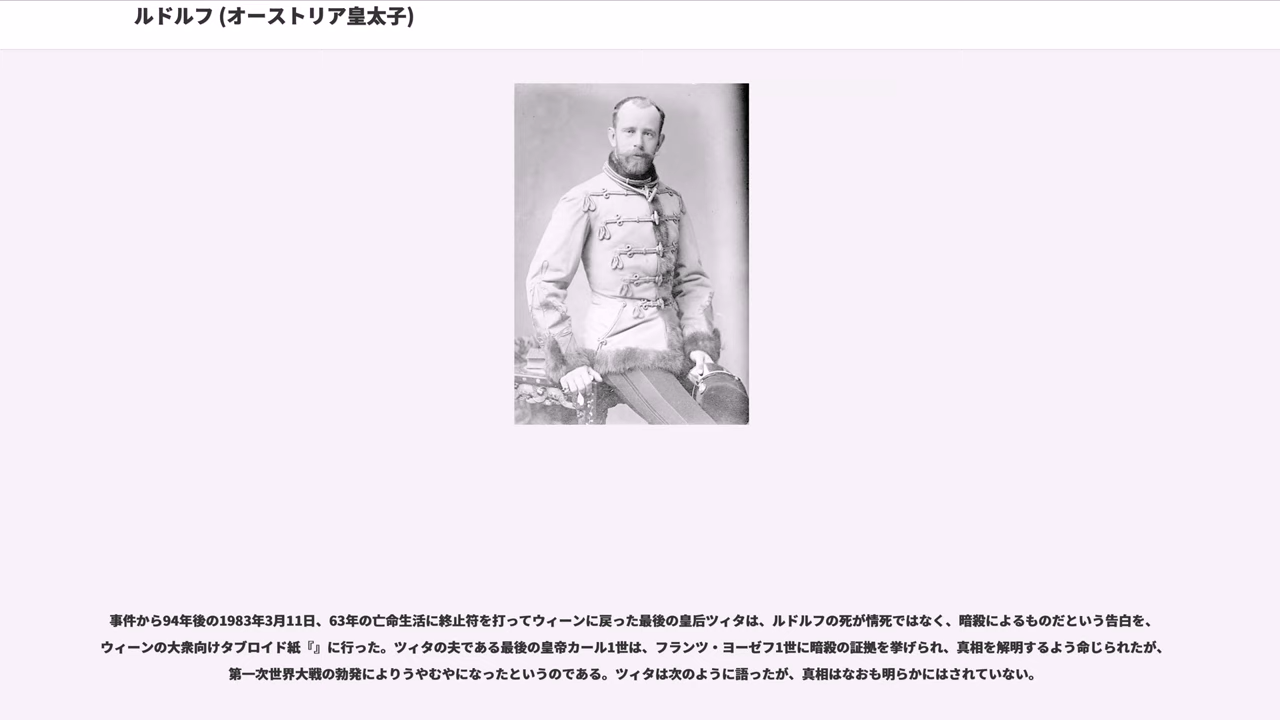 ルドルフ (オーストリア皇太子)
事件から94年後の1983年3月11日、63年の亡命生活に終止符を打ってウィーンに戻った最後の皇后ツィタは、ルドルフの死が情死ではなく、暗殺によるものだという告白を、
ウィーンの大衆向けタブロイド紙『』に行った。ツィタの夫である最後の皇帝カール1世は、フランツ・ヨーゼフ1世に暗殺の証拠を挙げられ、真相を解明するよう命じられたが、
第一次世界大戦の勃発によりうやむやになったというのである。ツィタは次のように語ったが、真相はなおも明らかにはされていない。